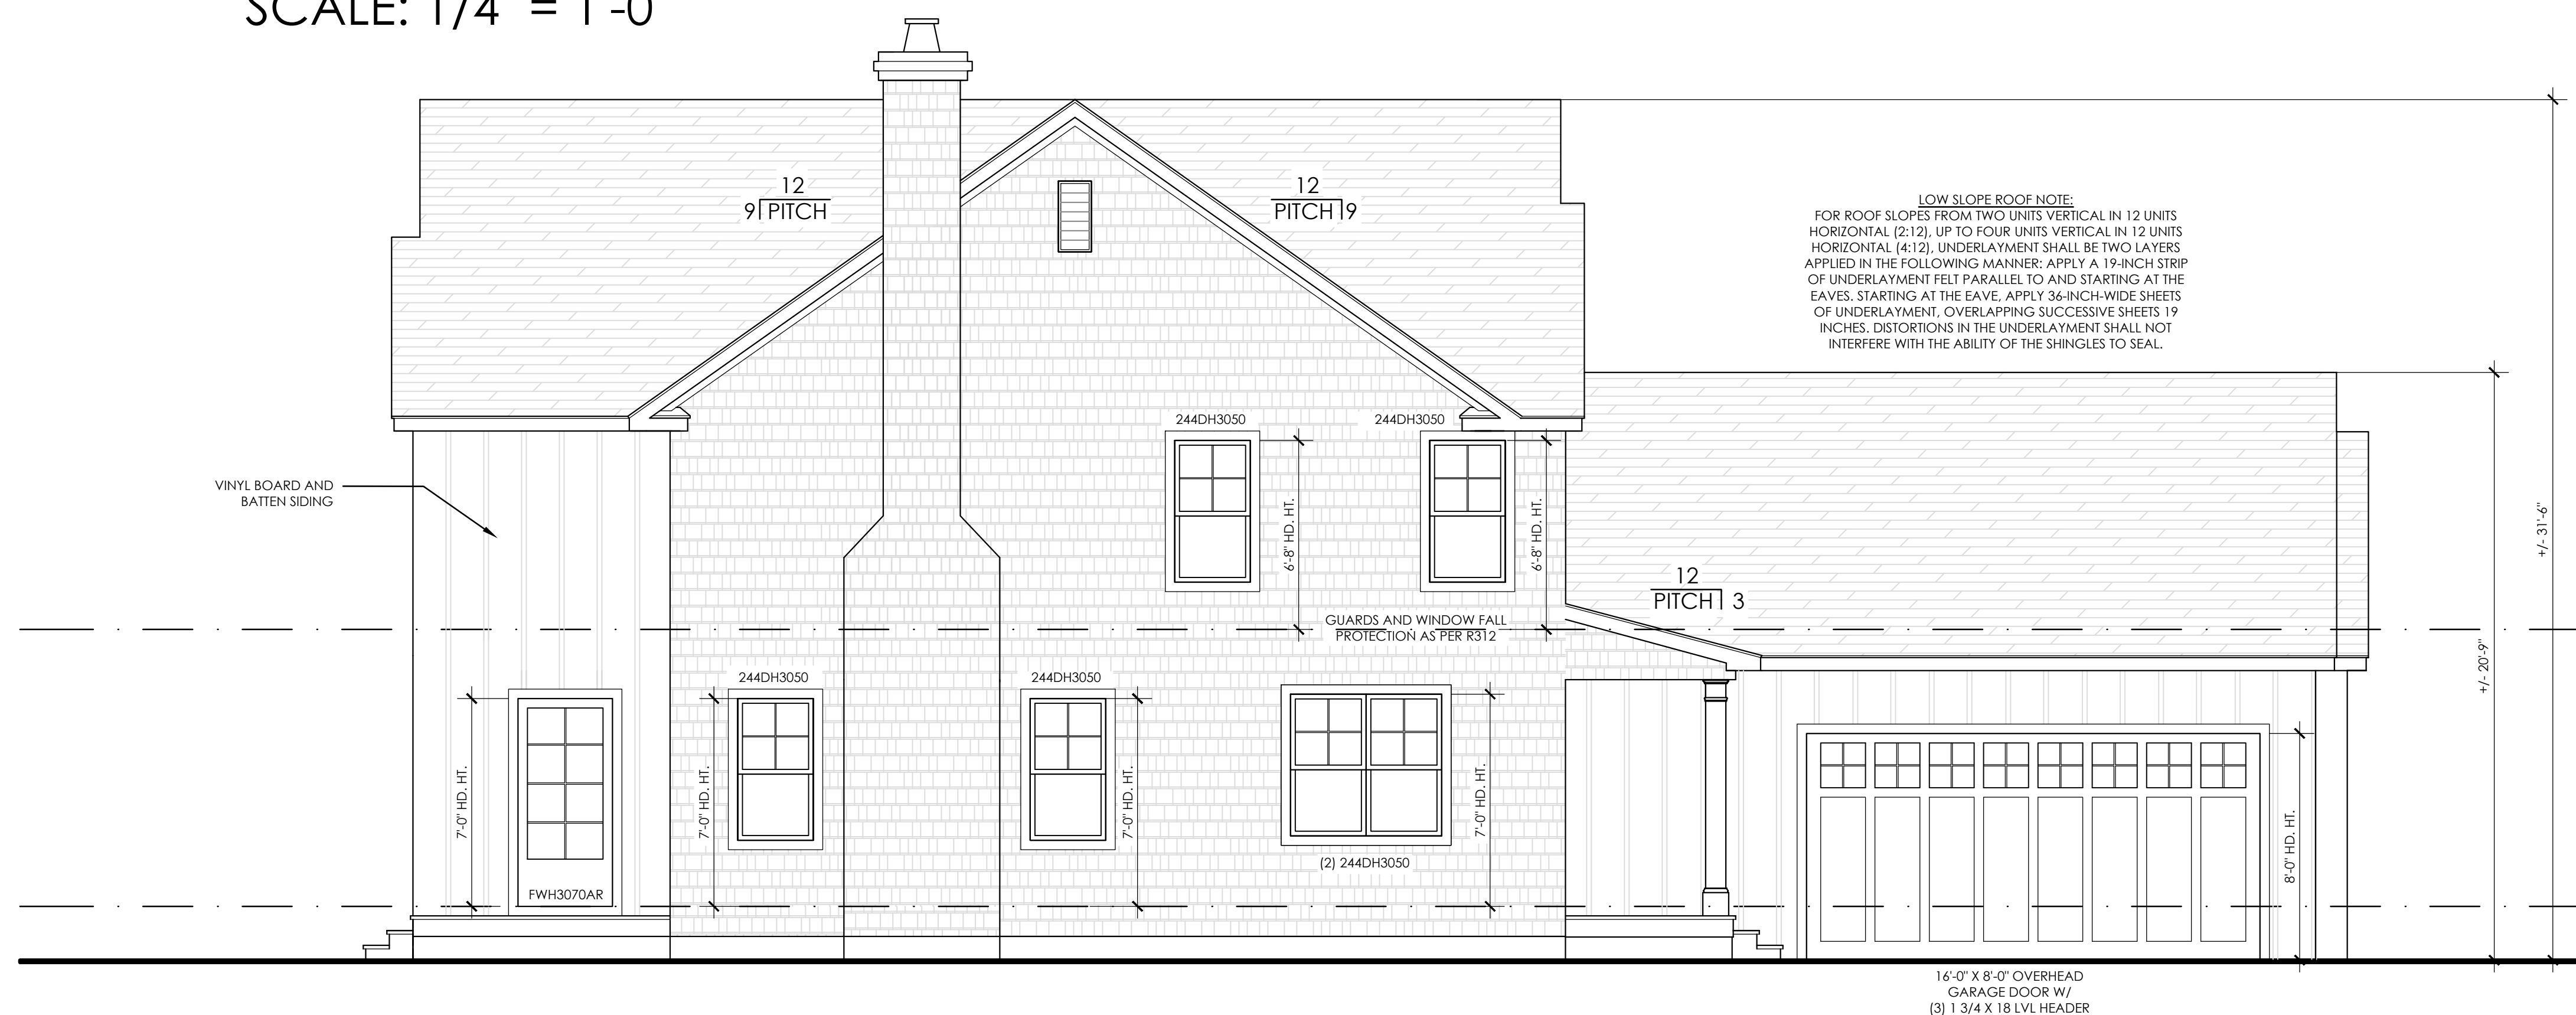 SCALE: 1/4" = 1'-0"
12
9 PITCH
12
PITCH 9
LOW SLOPE ROOF NOTE:
FOR ROOF SLOPES FROM TWO UNITS VERTICAL IN 12 UNITS
HORIZONTAL (2:12), UP TO FOUR UNITS VERTICAL IN 12 UNITS
HORIZONTAL (4:12), UNDERLAYMENT SHALL BE TWO LAYERS
APPLIED IN THE FOLLOWING MANNER: APPLY A 19-INCH STRIP
OF UNDERLAYMENT FELT PARALLEL TO AND STARTING AT THE
EAVES. STARTING AT THE EAVE, APPLY 36-INCH-WIDE SHEETS
OF UNDERLAYMENT, OVERLAPPING SUCCESSIVE SHEETS 19
INCHES. DISTORTIONS IN THE UNDERLAYMENT SHALL NOT
INTERFERE WITH THE ABILITY OF THE SHINGLES TO SEAL.
244DH3050
244DH3050
VINYL BOARD AND
BATTEN SIDING
6'-8" HD. HT.
6'-8" HD. HT.
+/- 31'-6"
12
PITCH 3
GUARDS AND WINDOW FALL
PROTECTION AS PER R312
+/- 20'-9"
244DH3050
244DH3050
7'-0" HD. HT.
7'-0" HD. HT.
7'-0" HD. HT.
7'-0" HD. HT.
8'-0" HD. HT.
(2) 244DH3050
FWH3070AR
16'-0" X 8'-0" OVERHEAD
GARAGE DOOR W/
(3) 1 3/4 X 18 LVL HEADER